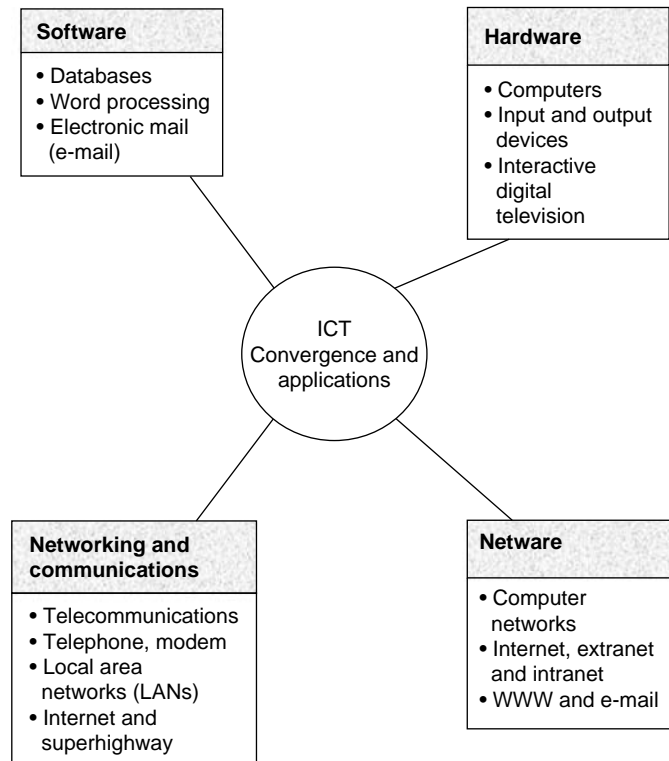 Software
• Databases
• Word processing
• Electronic mail
(e-mail)
Hardware
• Computers
• Input and output
devices
• Interactive
digital
television
ICT
Convergence and
applications
Networking and
communications
• Telecommunications
• Telephone, modem
• Local area
networks (LANs)
• Internet and
superhighway
Netware
• Computer
networks
• Internet, extranet
and intranet
• WWW and e-mail